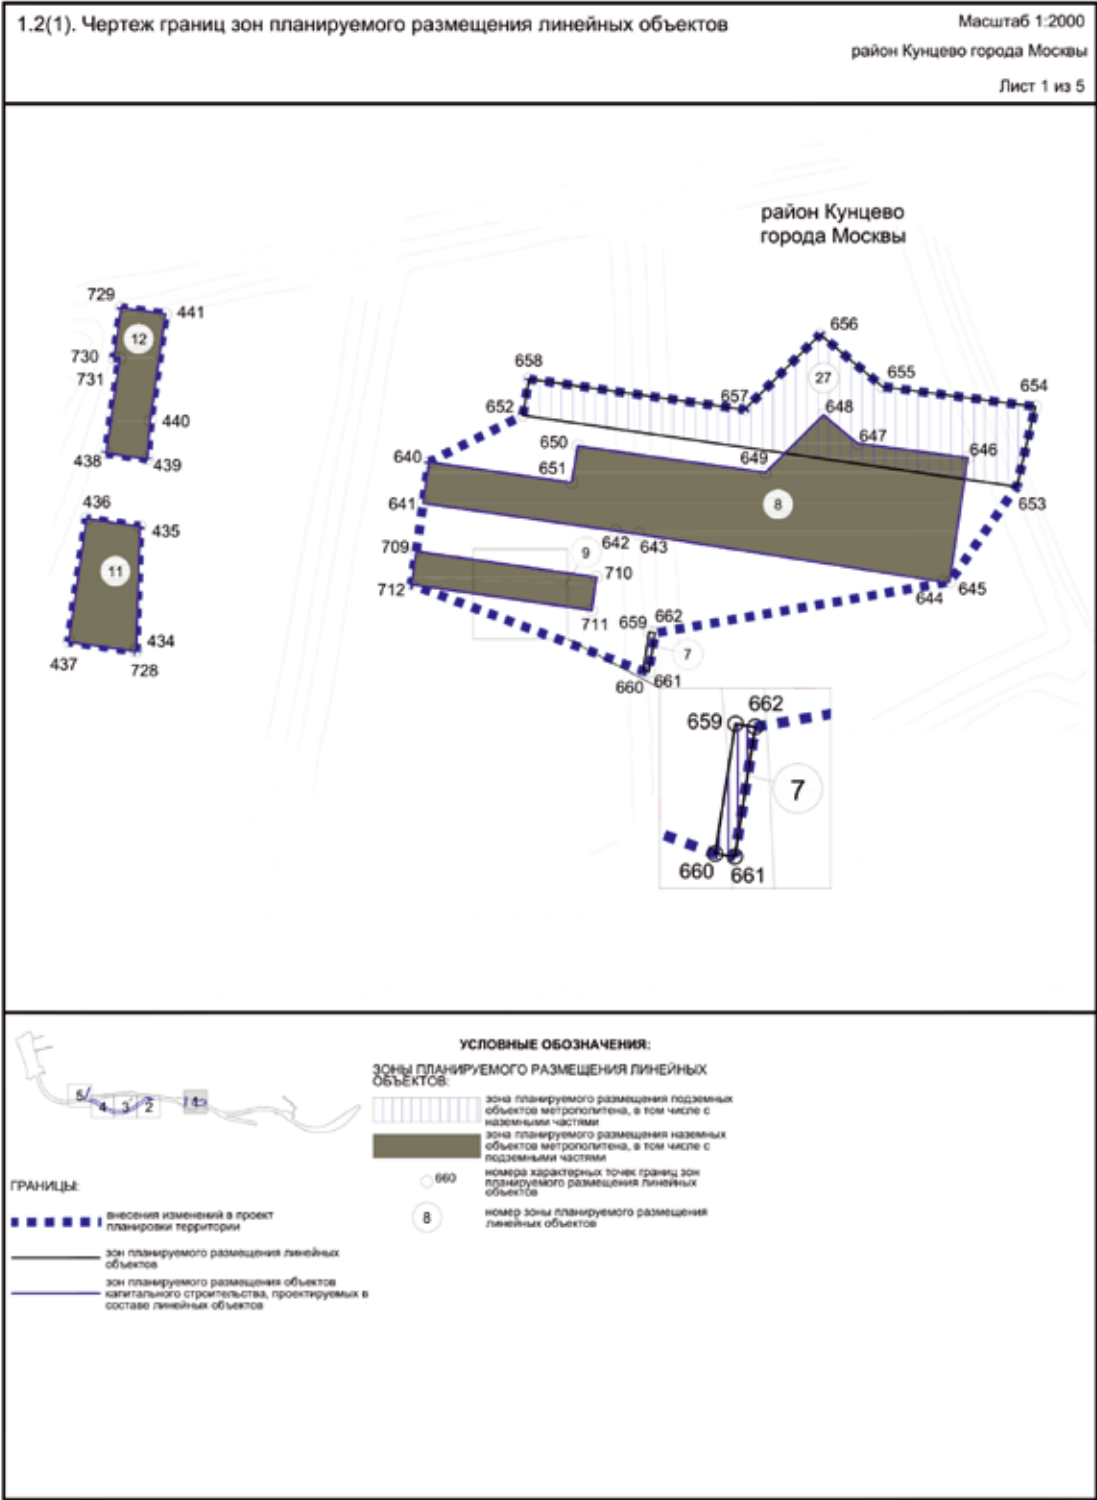 1.2(1). Чертеж границ зон планируемого размещения линейных объектов
Масштаб 1:2000
район Кунцево города Москвы
Лист 1 из 5
район Кунцево
города Москвы
729
441
12
730
731
440
438
439
436
435
11
434
437
728
656
658
655
654
27
657
652
648
650
647
646
640
649
651
653
641
8
642
643
709
9
710
712
644
645
711
659
662
7
660
661
662
659
7
660
661
5
4
3
2
1
УСЛОВНЫЕ ОБОЗНАЧЕНИЯ:
ЗОНЫ ПЛАНИРУЕМОГО РАЗМЕЩЕНИЯ ЛИНЕЙНЫХ
ОБЪЕКТОВ:
зона планируемого размещения подземных
объектов метрополитена, в том числе с
наземными частями
зона планируемого размещения наземных
объектов метрополитена, в том числе с
подземными частями
660
номера характерных точек границ зон
планируемого размещения линейных
объектов
8
номер зоны планируемого размещения
линейных объектов
ГРАНИЦЫ:
внесения изменений в проект
планировки территории
зон планируемого размещения линейных
объектов
зон планируемого размещения объектов
капитального строительства, проектируемых в
составе линейных объектов